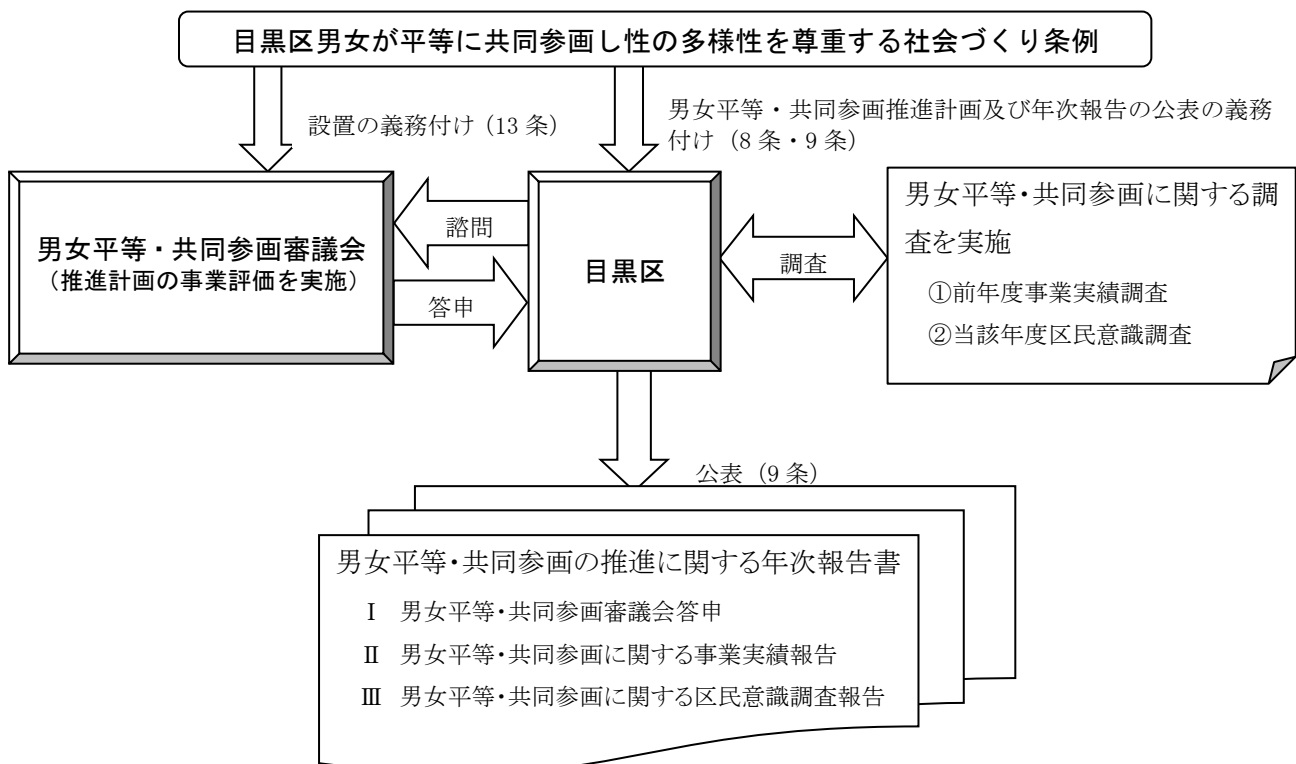 目黒区男女が平等に共同参画し性の多様性を尊重する社会づくり条例
設置の義務付け（13 条）
男女平等・共同参画推進計画及び年次報告の公表の義務
付け（8 条・9 条）
男女平等・共同参画審議会
（推進計画の事業評価を実施）
諮問
答申
目黒区
調査
男女平等・共同参画に関する調
査を実施
①前年度事業実績調査
②当該年度区民意識調査
公表（9 条）
男女平等・共同参画の推進に関する年次報告書
Ⅰ 男女平等・共同参画審議会答申
Ⅱ 男女平等・共同参画に関する事業実績報告
Ⅲ 男女平等・共同参画に関する区民意識調査報告